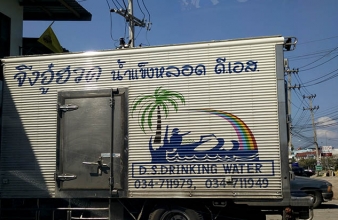 จึงฮู่ยวด น้ำแข็งหลอด ดีเอส.
D.S.DRINKING WATER
034-711979, 034-711949